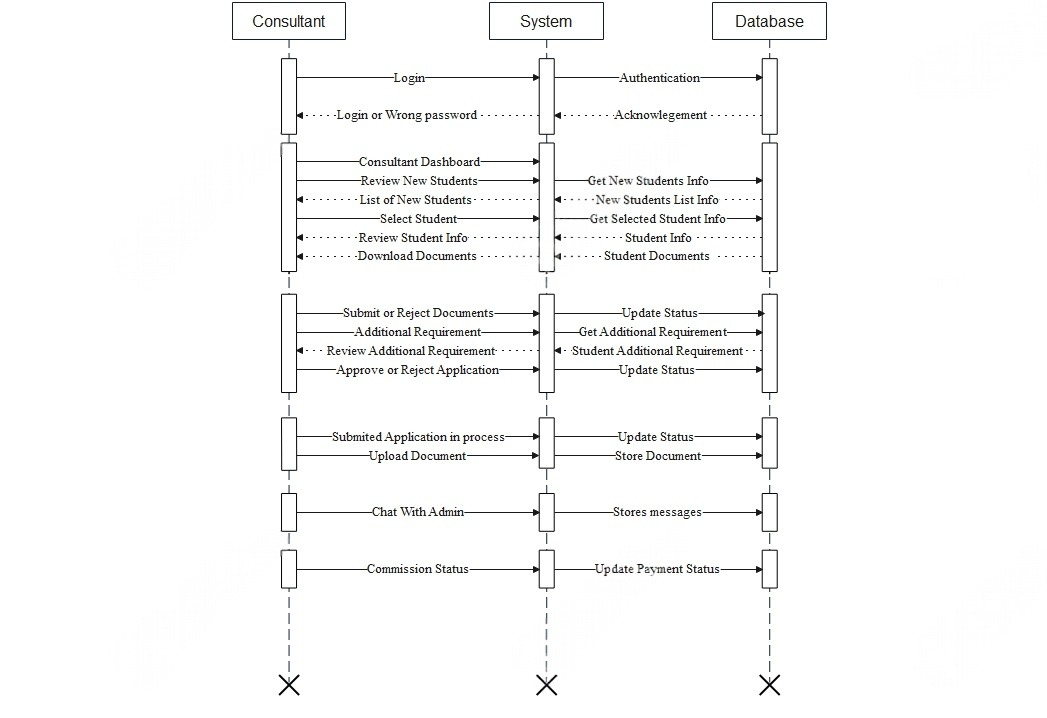 Consultant
System
Database
Login
Authentication
Login or Wrong password
Acknowlegement
Consultant Dashboard
Review New Students
Get New Students Info
List of New Students
New Students List Info
Select Student
Get Selected Student Info
Review Student Info
Student Info
Download Documents
Student Documents
Submit or Reject Documents
Update Status
Additional Requirement
Get Additional Requirement
Review Additional Requirement
Student Additional Requirement
Approve or Reject Application
Update Status
Submited Application in process
Update Status
Upload Document
Store Document
Chat With Admin
Stores messages
Commission Status
Update Payment Status